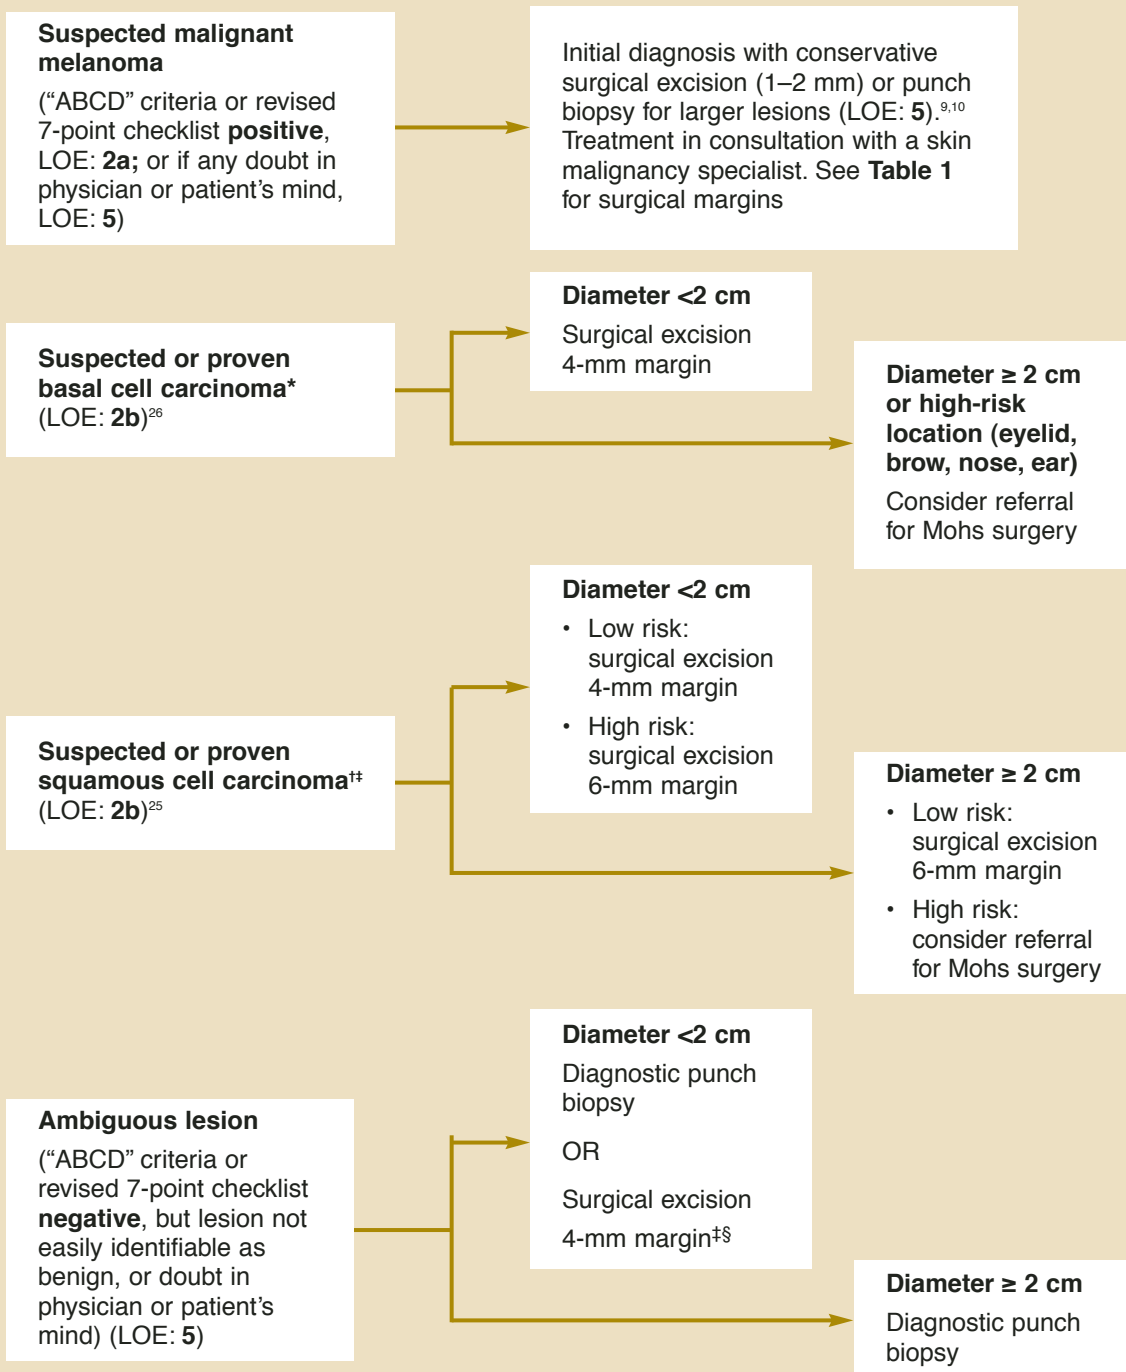 Suspected malignant
melanoma
(“ABCD” criteria or revised
7-point checklist positive,
LOE: 2a; or if any doubt in
physician or patient’s mind,
LOE: 5)
Initial diagnosis with conservative
surgical excision (1–2 mm) or punch
biopsy for larger lesions (LOE: 5).9,10
Treatment in consultation with a skin
malignancy specialist. See Table 1
for surgical margins
Suspected or proven
basal cell carcinoma*
(LOE: 2b)26
Diameter <2 cm
Surgical excision
4-mm margin
Diameter ≥ 2 cm
or high-risk
location (eyelid,
brow, nose, ear)
Consider referral
for Mohs surgery
Suspected or proven
squamous cell carcinoma†‡
(LOE: 2b)25
Diameter <2 cm
• Low risk:
surgical excision
4-mm margin
• High risk:
surgical excision
6-mm margin
Diameter ≥ 2 cm
• Low risk:
surgical excision
6-mm margin
• High risk:
consider referral
for Mohs surgery
Ambiguous lesion
(“ABCD” criteria or
revised 7-point checklist
negative, but lesion not
easily identifiable as
benign, or doubt in
physician or patient’s
mind) (LOE: 5)
Diameter <2 cm
Diagnostic punch
biopsy
OR
Surgical excision
4-mm margin‡§
Diameter ≥ 2 cm
Diagnostic punch
biopsy